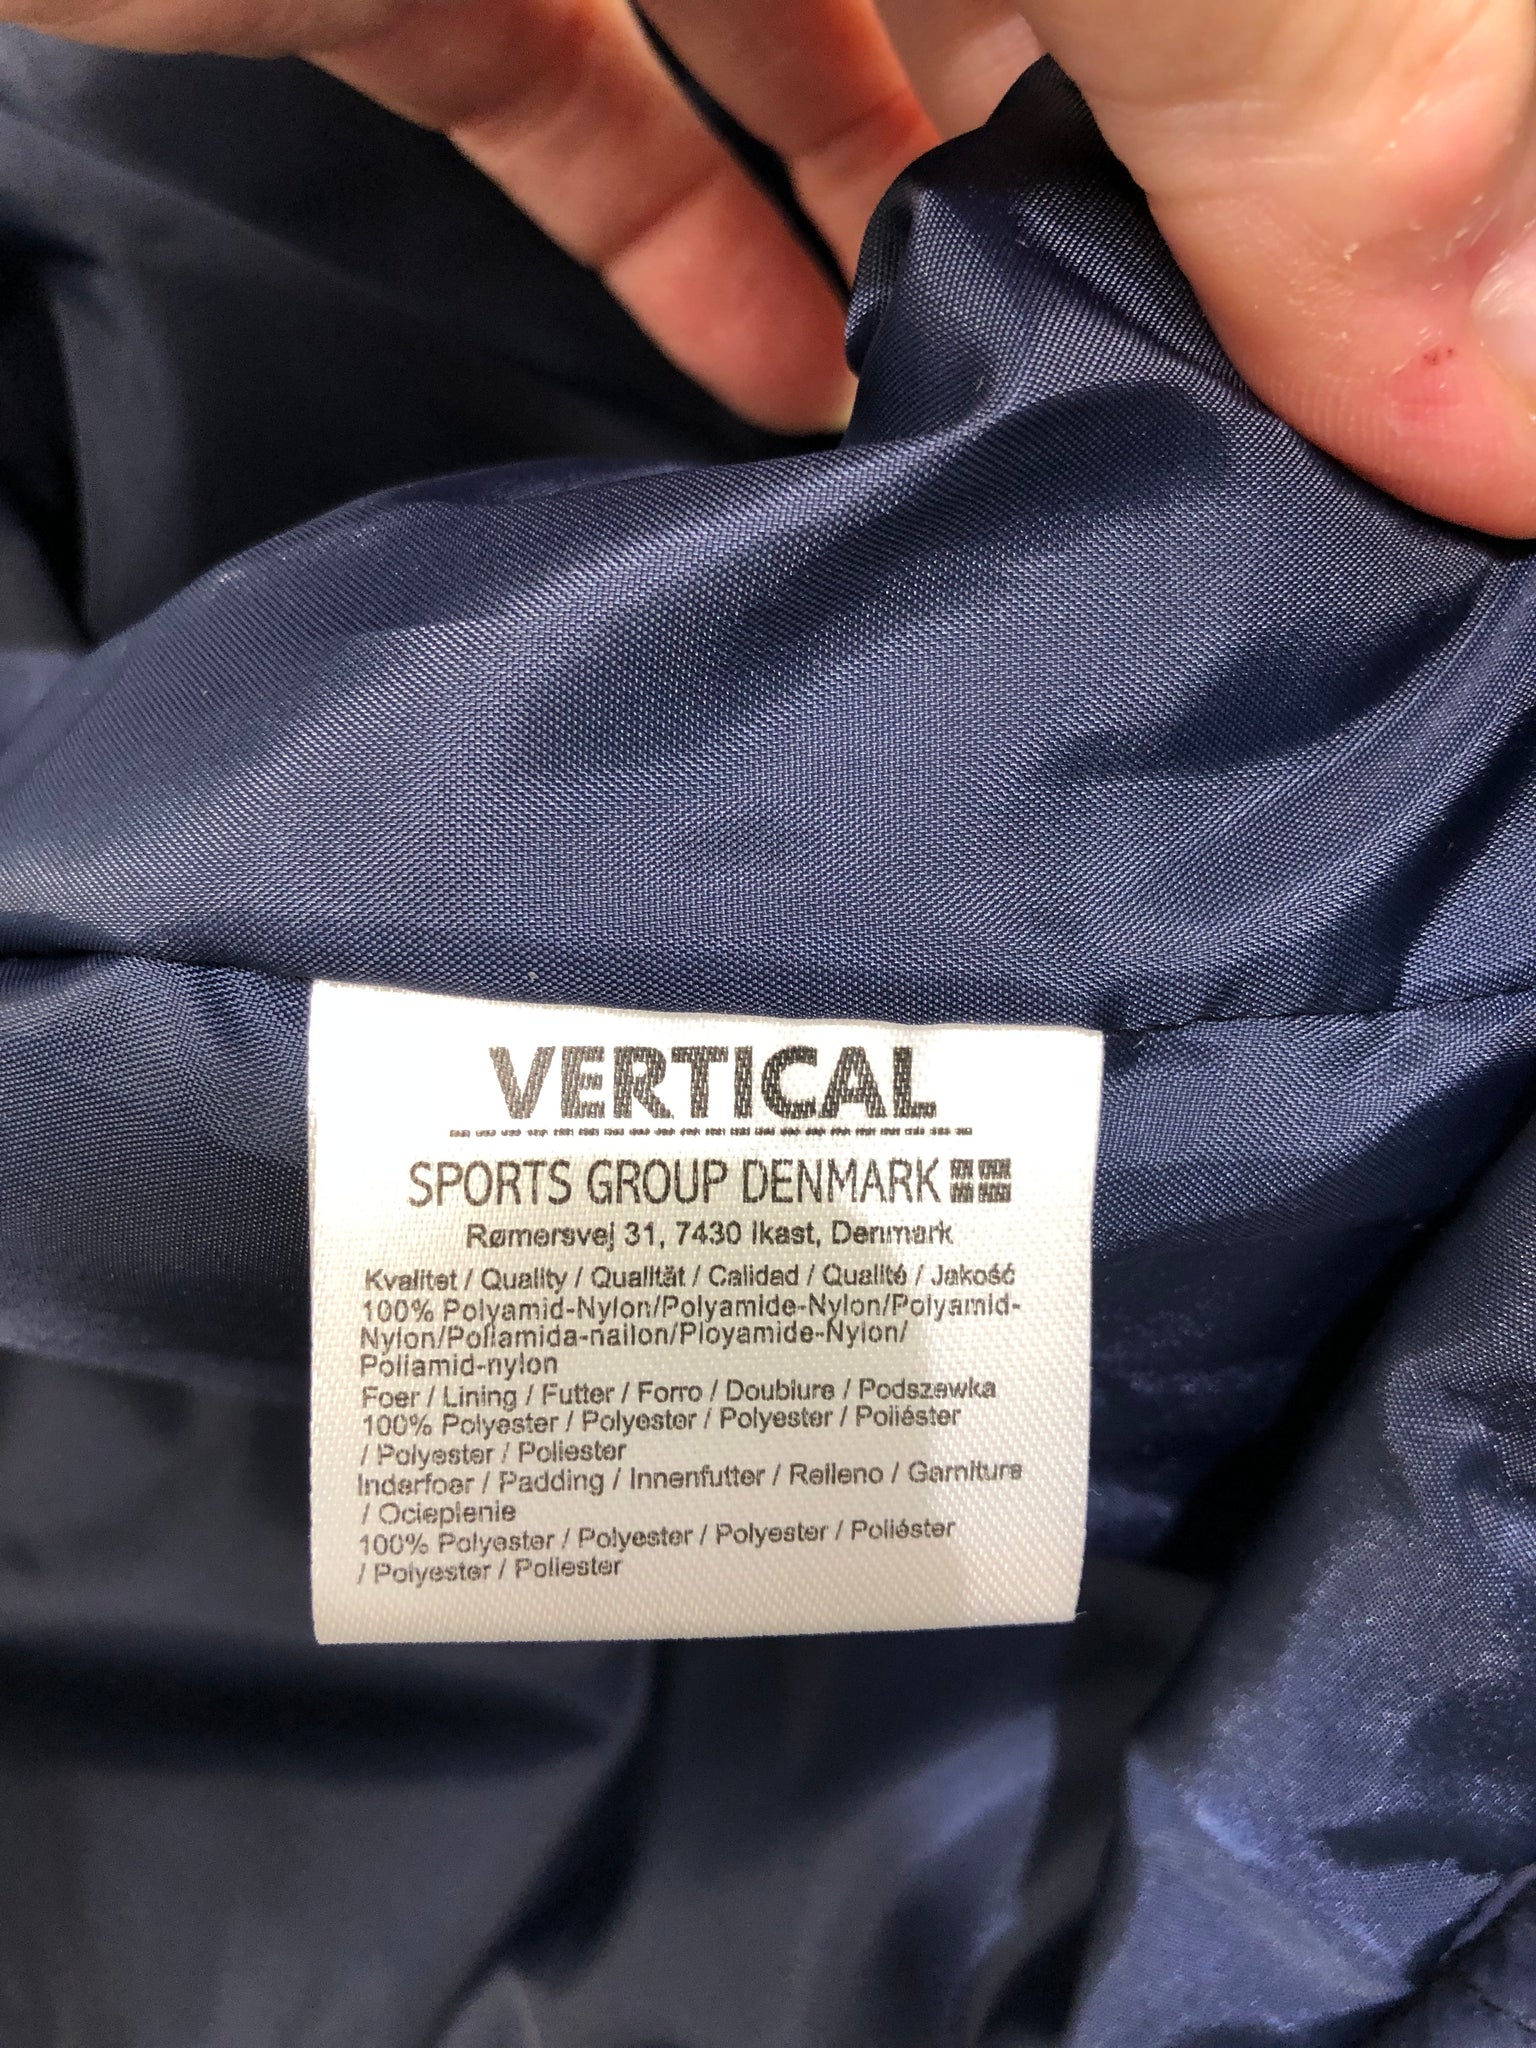 VERTICAL
SPORTS GROUP DENMARK
Rømersvej 31, 7430 Ikast, Denmark
Kvalitet / Quality / Qualität / Calidad / Qualité / Jakość
100% Polyamid-Nylon/Polyamide-Nylon/Polyamid-
Nylon/Poliamida-nailon/Ployamide-Nylon/
Poliamid-nylon
Foer / Lining / Futter / Forro / Doubiure / Podszewka
100% Polyester / Polyester / Polyester / Poliéster
/ Polyester / Poliester
Inderfoer / Padding / Innenfutter / Relleno / Garniture
/ Ocieplenie
100% Polyester / Polyester / Polyester / Poliéster
/ Polyester / Poliester